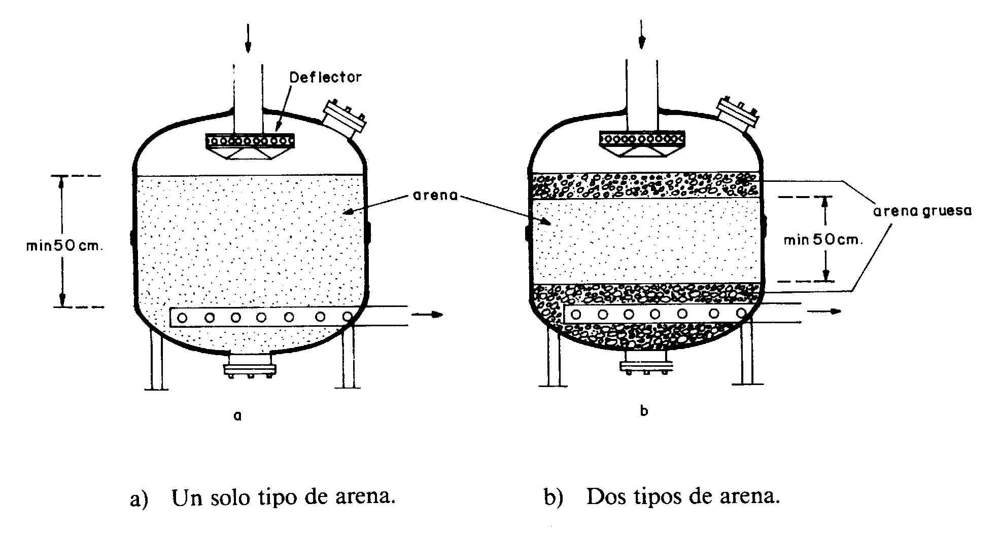 Deflector
arena
min 50 cm.
arena gruesa
min 50 cm.
a
b
a) Un solo tipo de arena.
b) Dos tipos de arena.